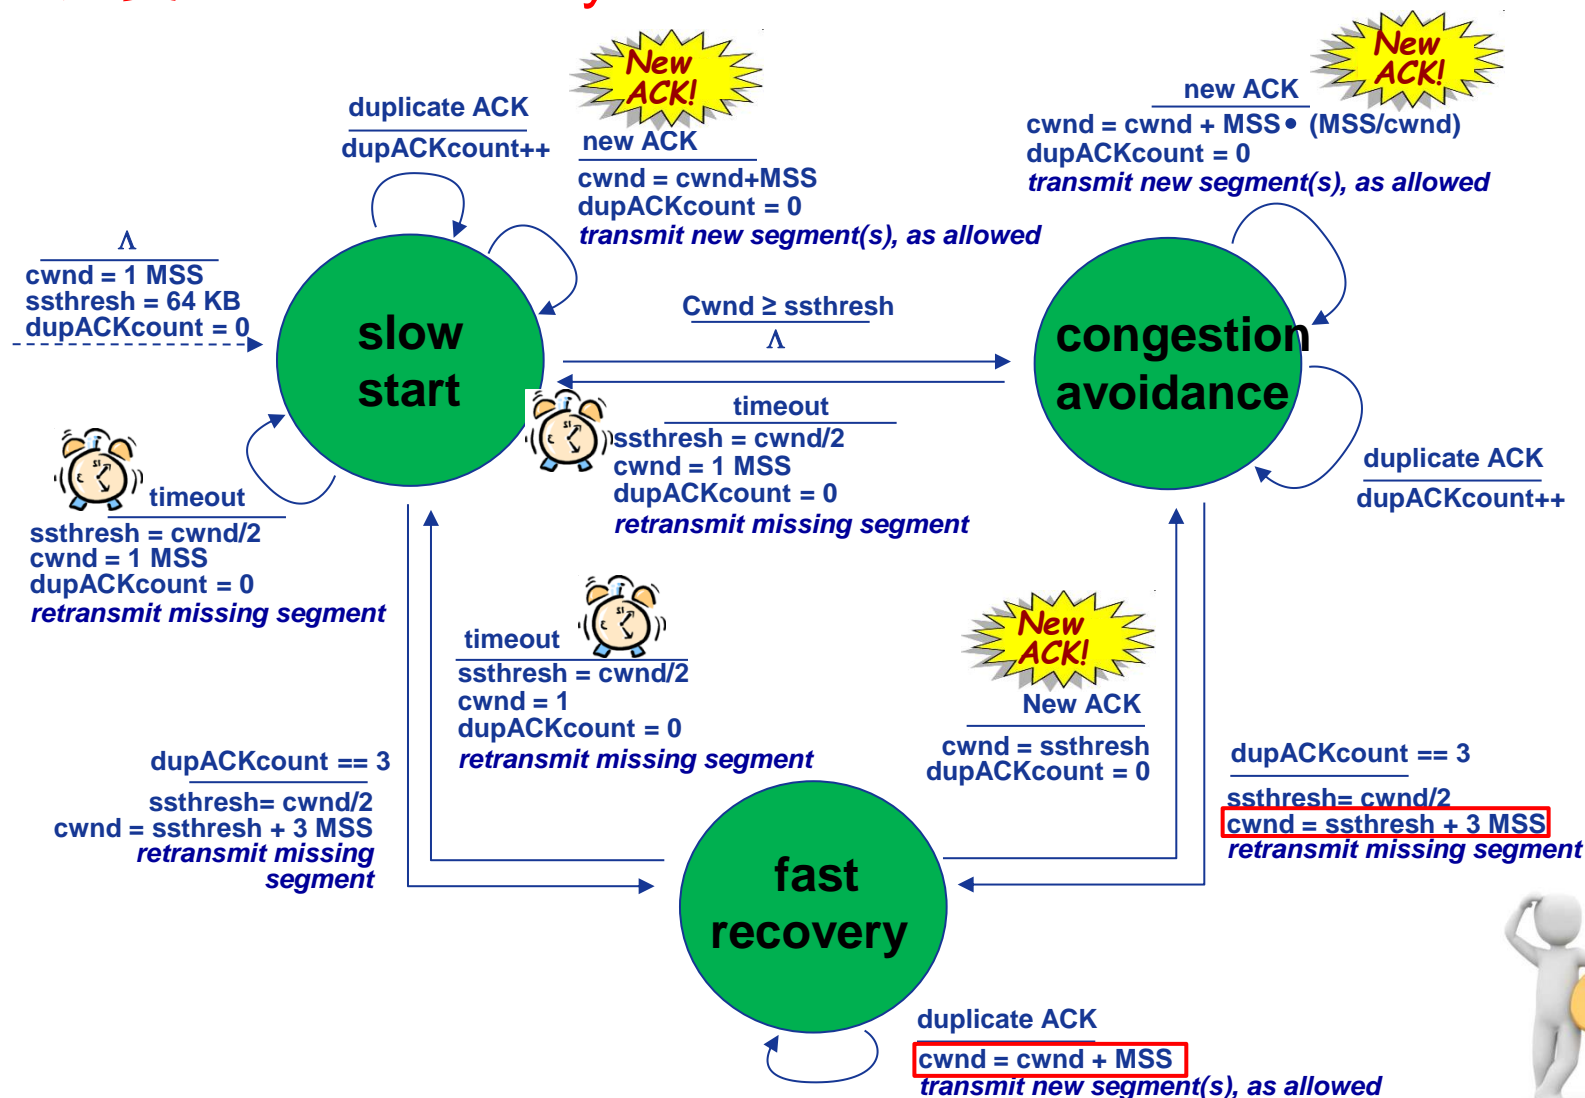 New
ACK!
duplicate ACK
dupACKcount++
new ACK
cwnd = cwnd+MSS
dupACKcount = 0
transmit new segment(s), as allowed
New
ACK!
new ACK
cwnd = cwnd + MSS • (MSS/cwnd)
dupACKcount = 0
transmit new segment(s), as allowed
Λ
cwnd = 1 MSS
ssthresh = 64 KB
dupACKcount = 0
slow
start
Cwnd ≥ ssthresh
Λ
congestion
avoidance
timeout
ssthresh = cwnd/2
cwnd = 1 MSS
dupACKcount = 0
retransmit missing segment
duplicate ACK
dupACKcount++
timeout
ssthresh = cwnd/2
cwnd = 1 MSS
dupACKcount = 0
retransmit missing segment
timeout
ssthresh = cwnd/2
cwnd = 1
dupACKcount = 0
retransmit missing segment
New
ACK!
New ACK
cwnd = ssthresh
dupACKcount = 0
dupACKcount == 3
ssthresh= cwnd/2
cwnd = ssthresh + 3 MSS
retransmit missing
segment
dupACKcount == 3
ssthresh= cwnd/2
cwnd = ssthresh + 3 MSS
retransmit missing segment
fast
recovery
duplicate ACK
cwnd = cwnd + MSS
transmit new segment(s), as allowed